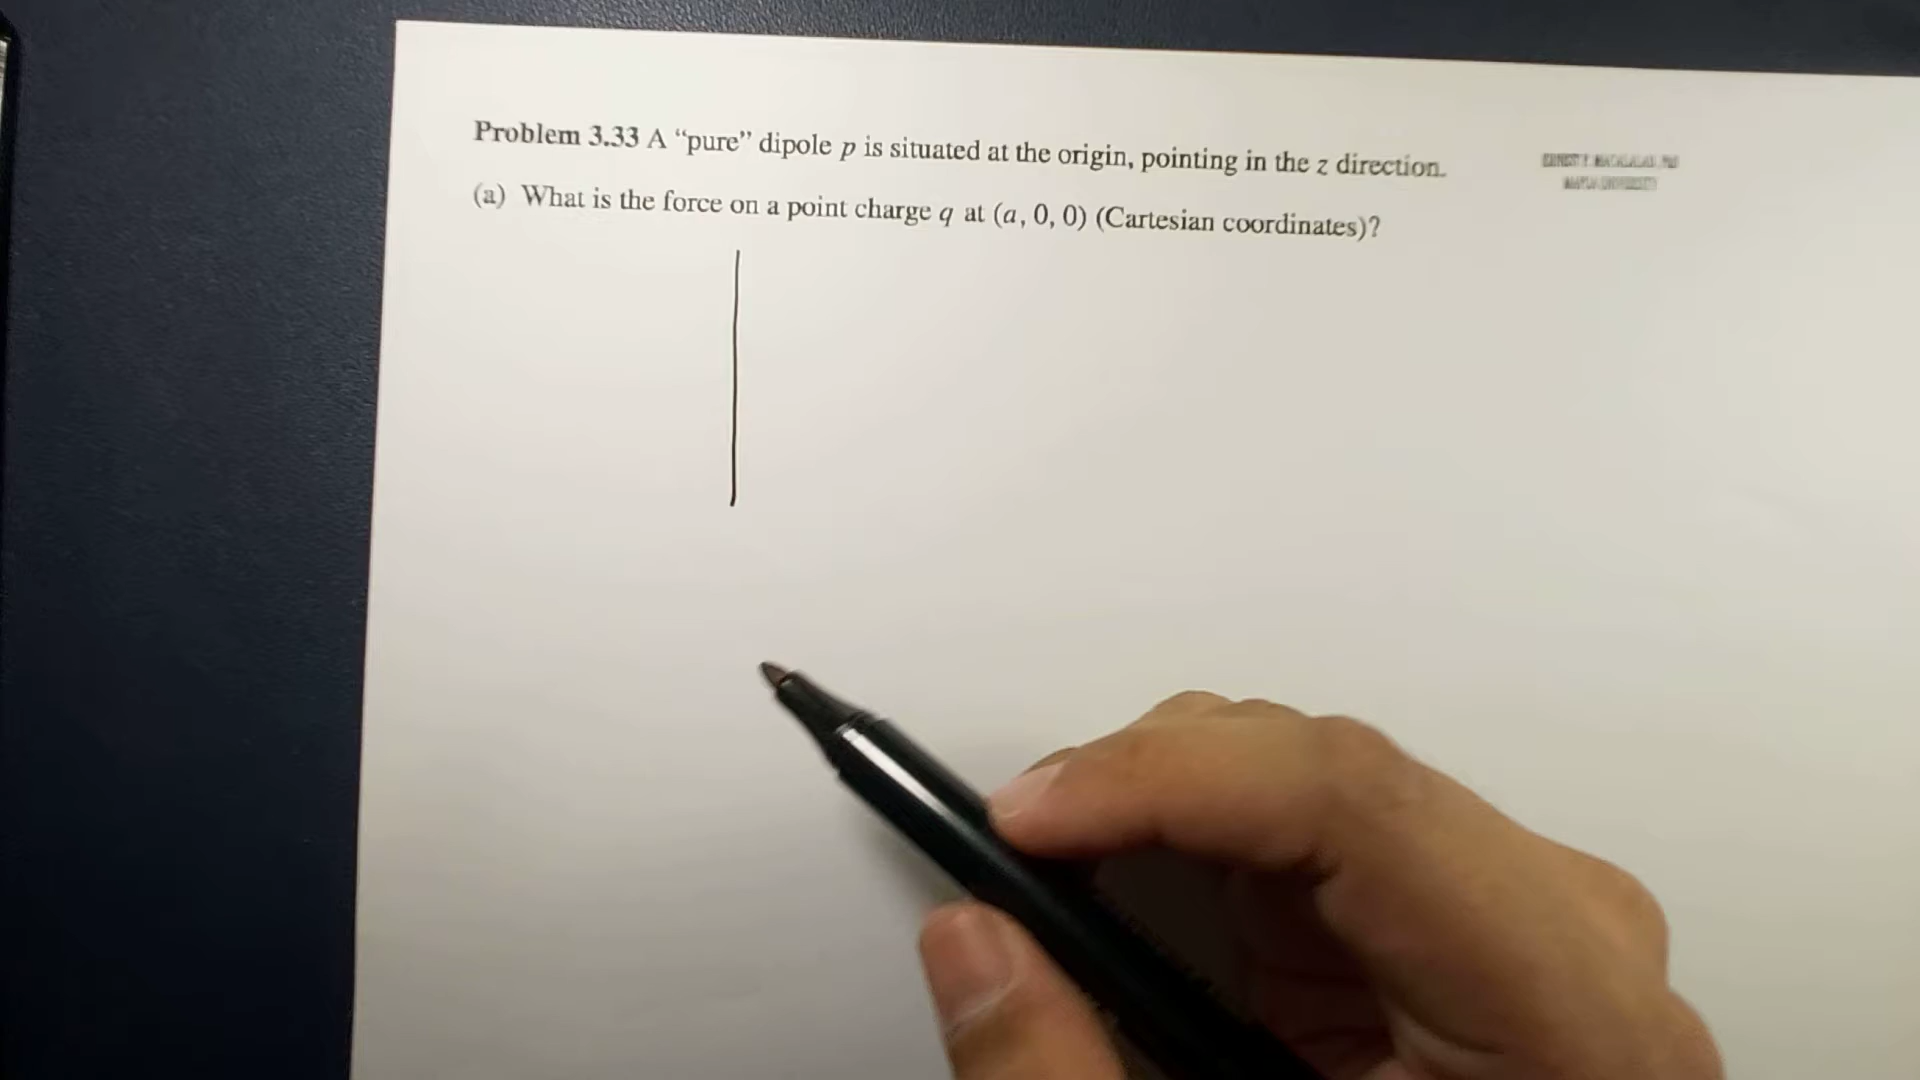 Problem 3.33 A “pure” dipole p is situated at the origin, pointing in the z direction.
(a) What is the force on a point charge q at (a, 0, 0) (Cartesian coordinates)?